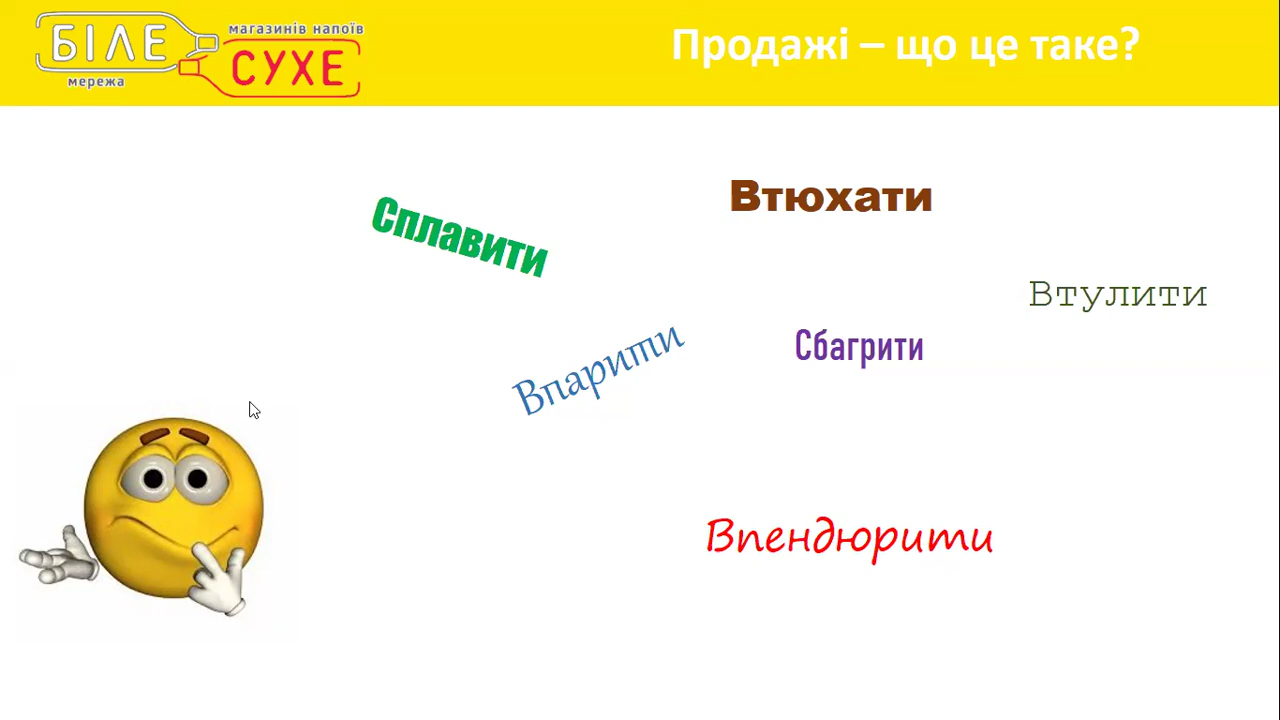 БІЛЕ
мережа
магазинів напоїв
СУХЕ
Продажі – що це таке?
Втюхати
Сплавити
Втулити
Сбагрити
Впарити
Впендюрити